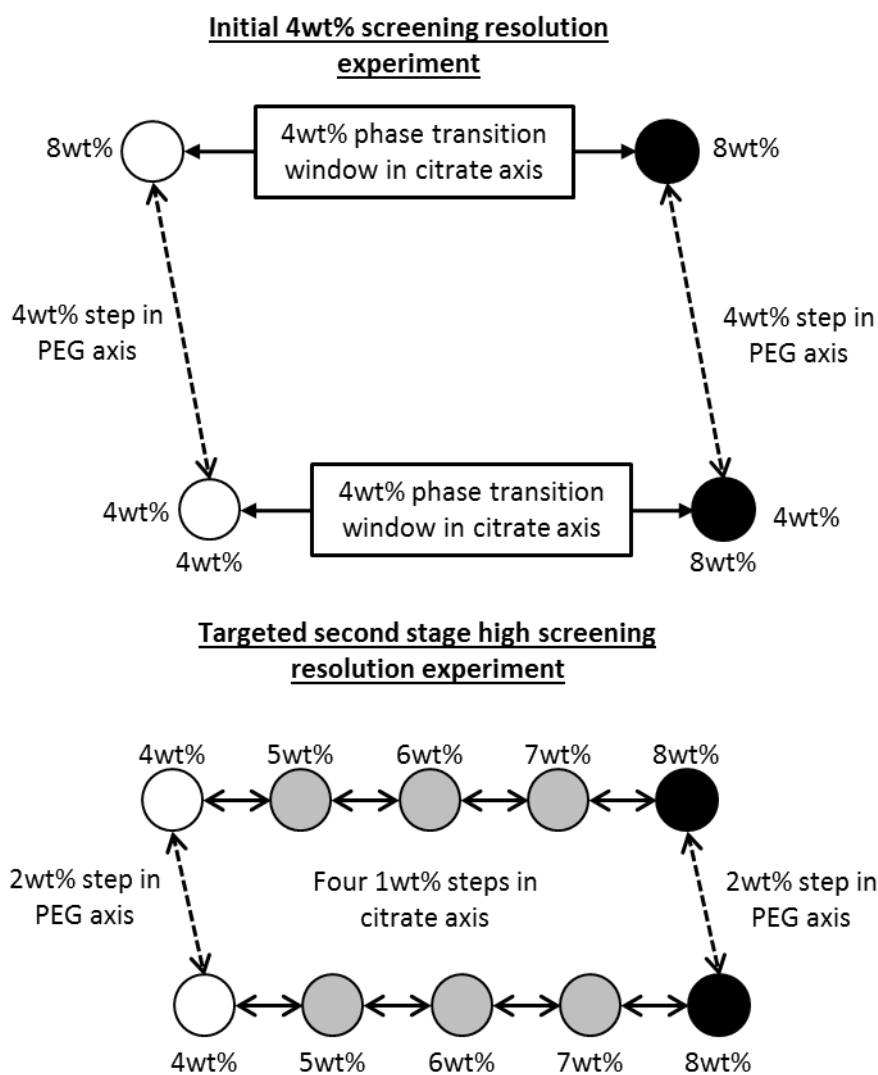 Initial 4wt% screening resolution
experiment
8wt%
4wt% phase transition
window in citrate axis
8wt%
4wt% step in
PEG axis
4wt% step in
PEG axis
4wt%
4wt% phase transition
window in citrate axis
4wt%
4wt%
8wt%
Targeted second stage high screening
resolution experiment
4wt%
5wt%
6wt%
7wt%
8wt%
2wt% step in
PEG axis
Four 1wt% steps in
citrate axis
2wt% step in
PEG axis
4wt%
5wt%
6wt%
7wt%
8wt%